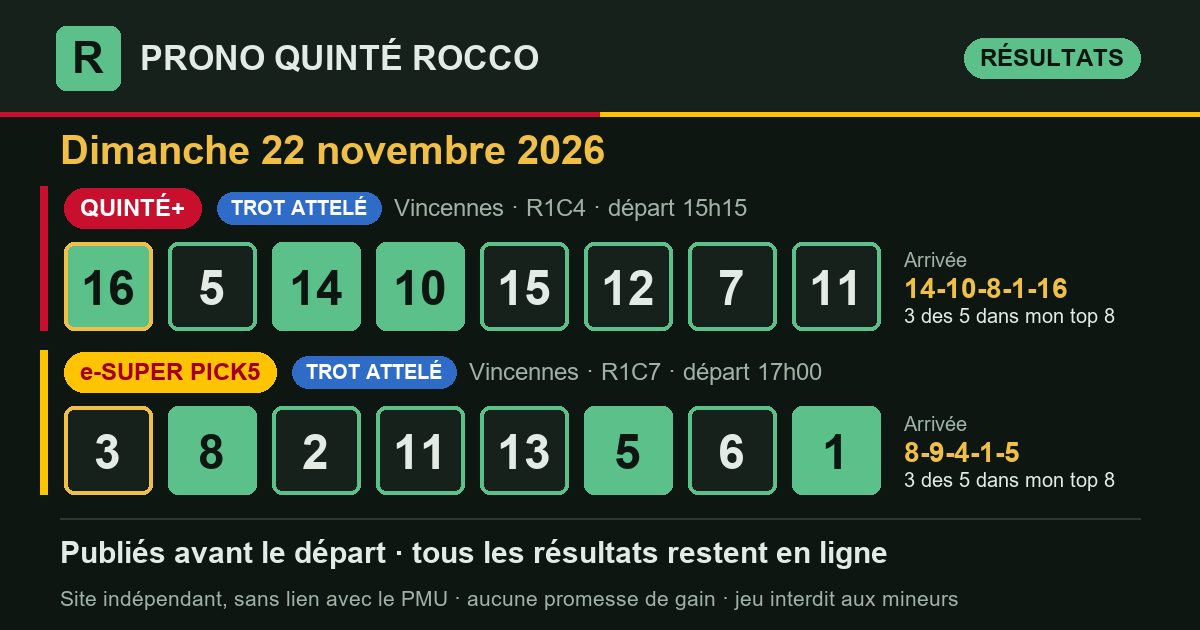 R PRONO QUINTÉ ROCCO RÉSULTATS
Dimanche 22 novembre 2026
QUINTÉ+ TROT ATTELÉ Vincennes · R1C4 · départ 15h15
16 5 14 10 15 12 7 11
Arrivée
14-10-8-1-16
3 des 5 dans mon top 8
e-SUPER PICK5 TROT ATTELÉ Vincennes · R1C7 · départ 17h00
3 8 2 11 13 5 6 1
Arrivée
8-9-4-1-5
3 des 5 dans mon top 8
Publiés avant le départ · tous les résultats restent en ligne
Site indépendant, sans lien avec le PMU · aucune promesse de gain · jeu interdit aux mineurs